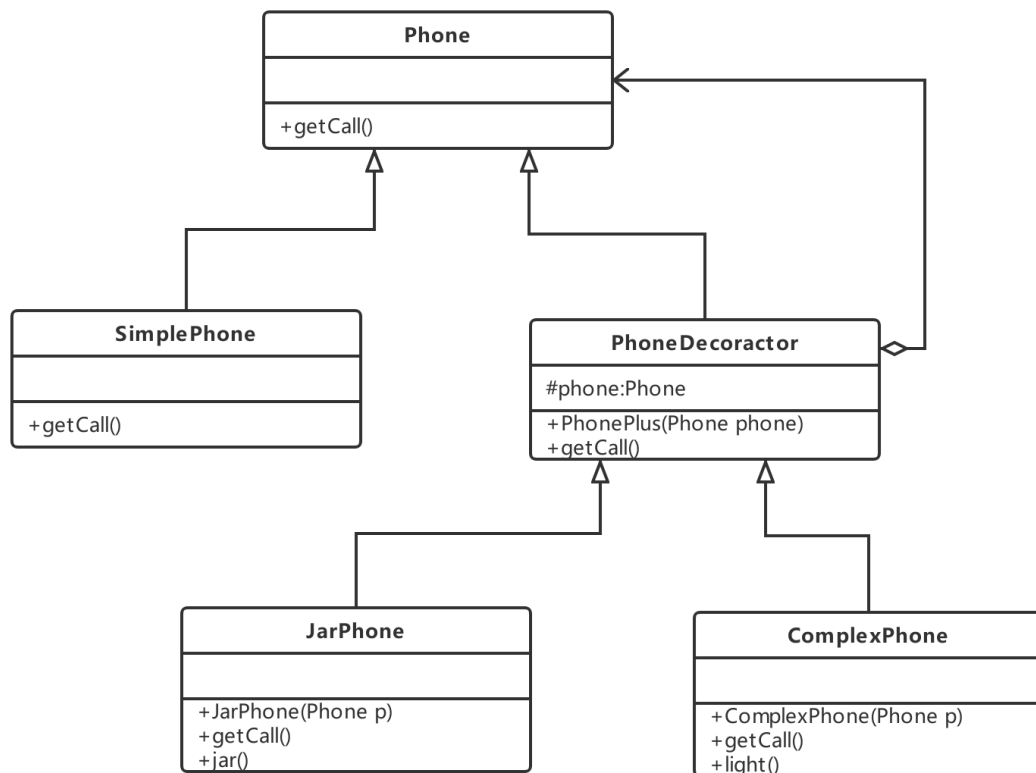 Phone
+getCall()
SimplePhone
+getCall()
PhoneDecoractor
#phone:Phone
+PhonePlus(Phone phone)
+getCall()
JarPhone
+JarPhone(Phone p)
+getCall()
+jar()
ComplexPhone
+ComplexPhone(Phone p)
+getCall()
+light()